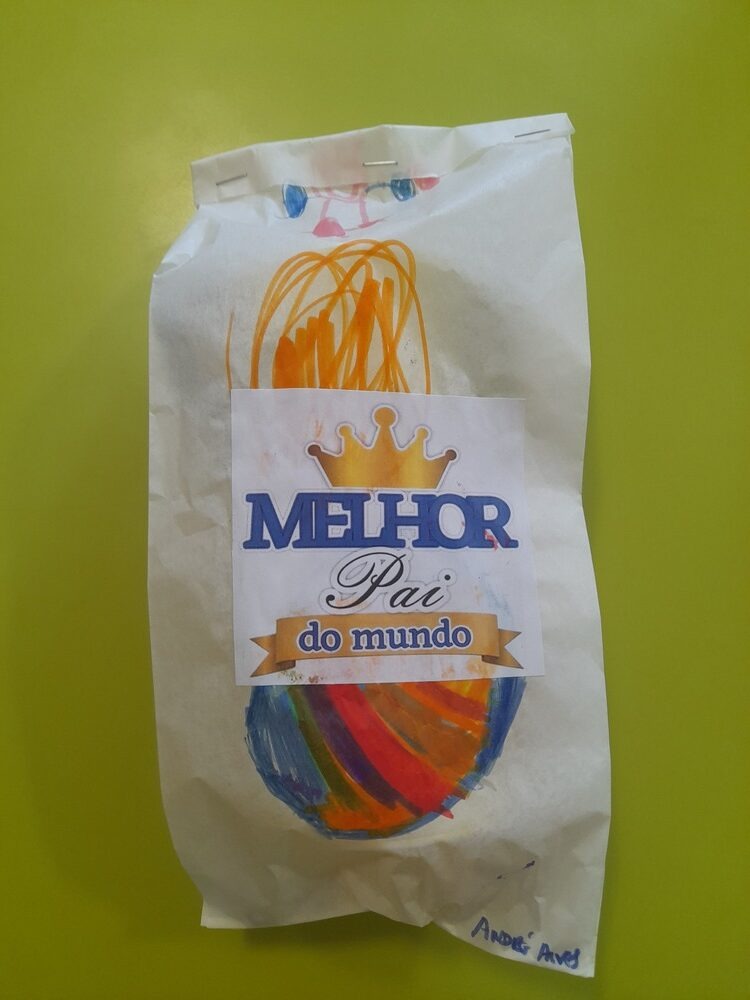 MELHOR
Pai
do mundo
ANDRÉ ALVES